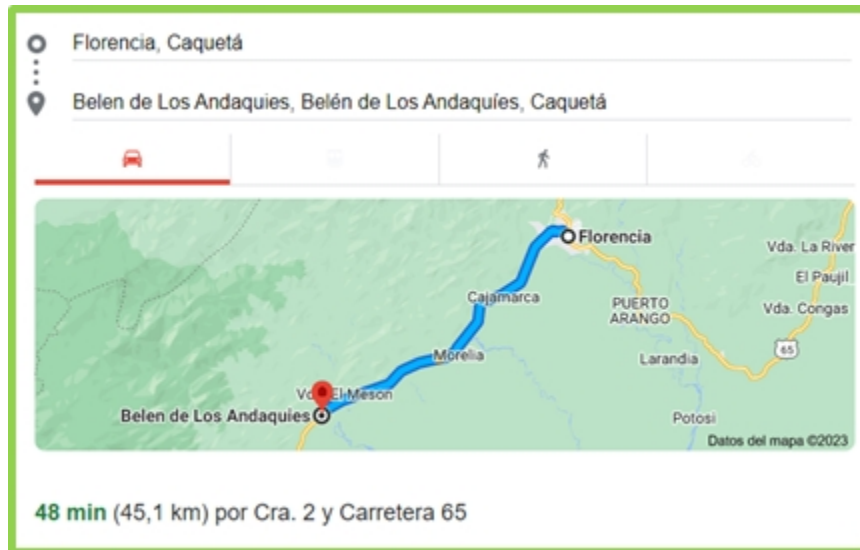 Florencia, Caquetá
Belen de Los Andaquies, Belén de Los Andaquíes, Caquetá
Florencia
Vda. La River
El Paujil
Cajamarca
PUERTO
ARANGO
Vda. Congas
65
Morelia
Larandia
El Meson
Belen de Los Andaquies
Potosi
Datos del mapa ©2023
48 min (45,1 km) por Cra. 2 y Carretera 65